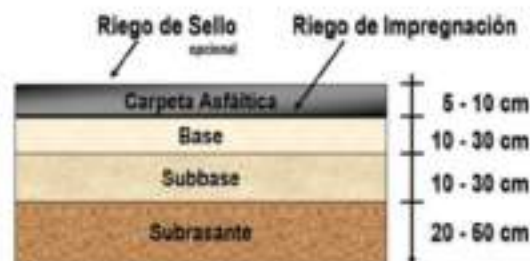 Riego de Sello
opcional
Riego de Impregnación
Carpeta Asfáltica
5 - 10 cm
Base
10 - 30 cm
Subbase
10 - 30 cm
Subrasante
20 - 50 cm